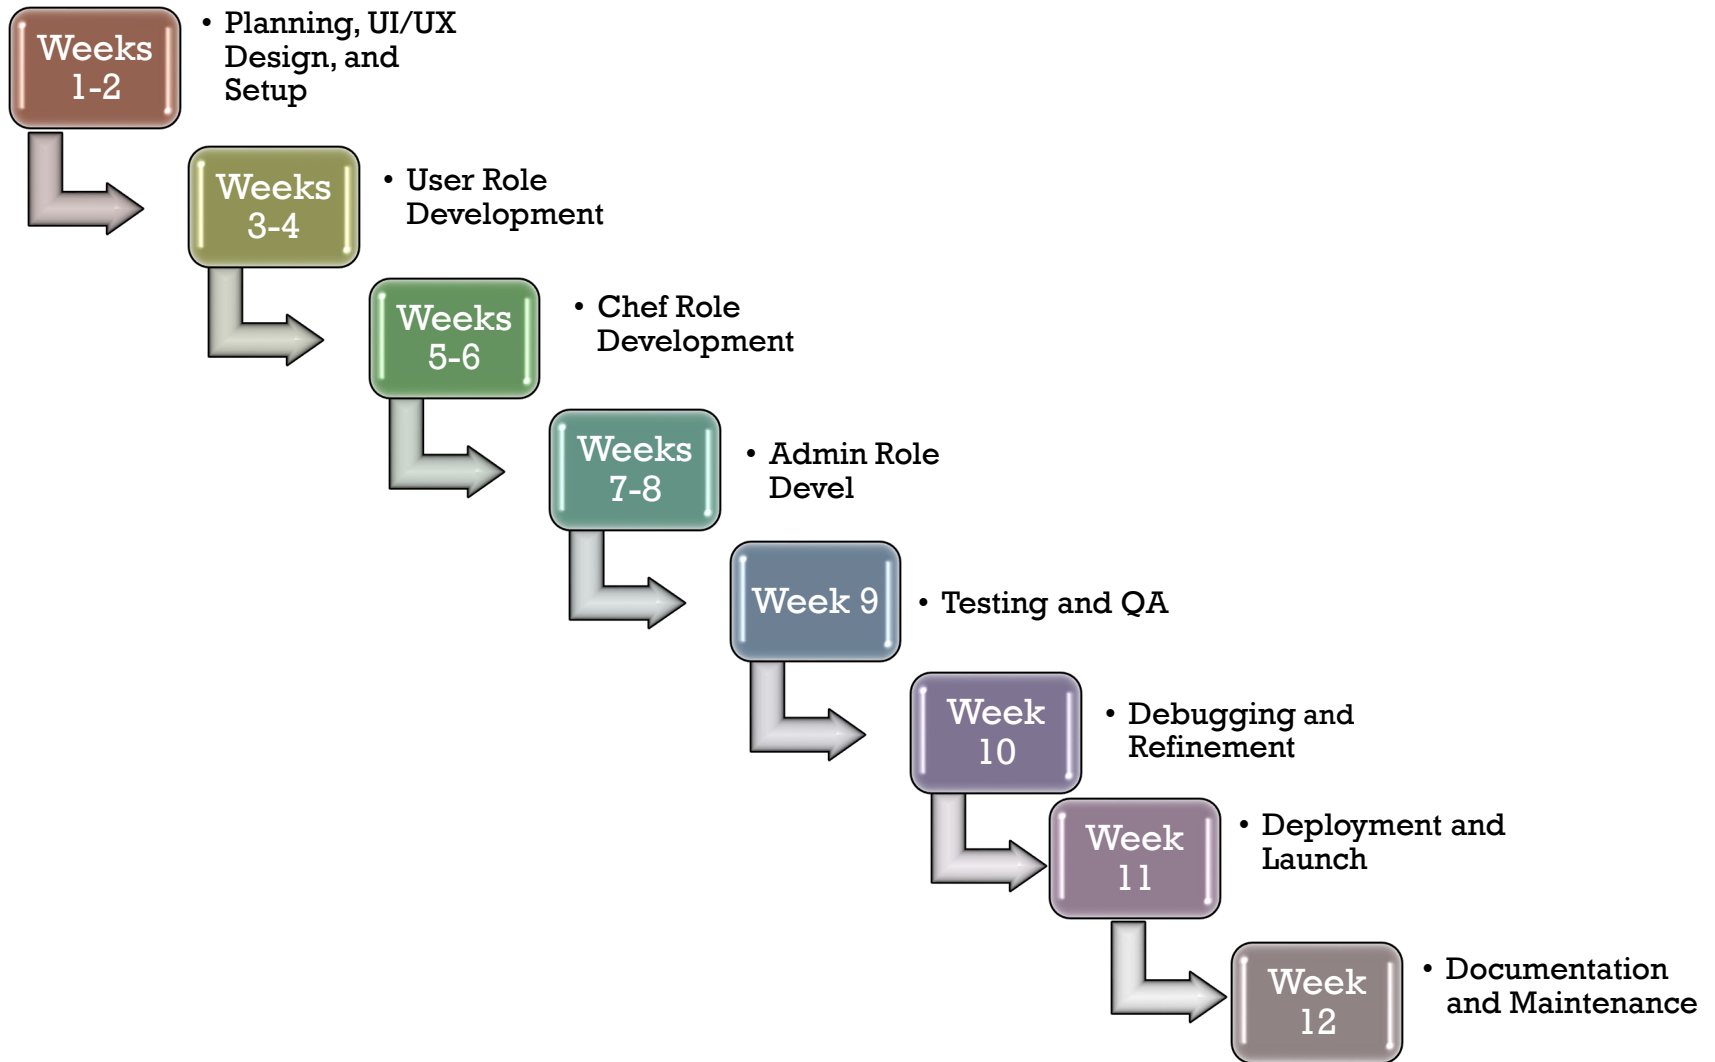 Weeks
1-2
• Planning, UI/UX
Design, and
Setup
Weeks
3-4
• User Role
Development
Weeks
5-6
• Chef Role
Development
Weeks
7-8
• Admin Role
Devel
Week 9
• Testing and QA
Week
10
• Debugging and
Refinement
Week
11
• Deployment and
Launch
Week
12
• Documentation
and Maintenance